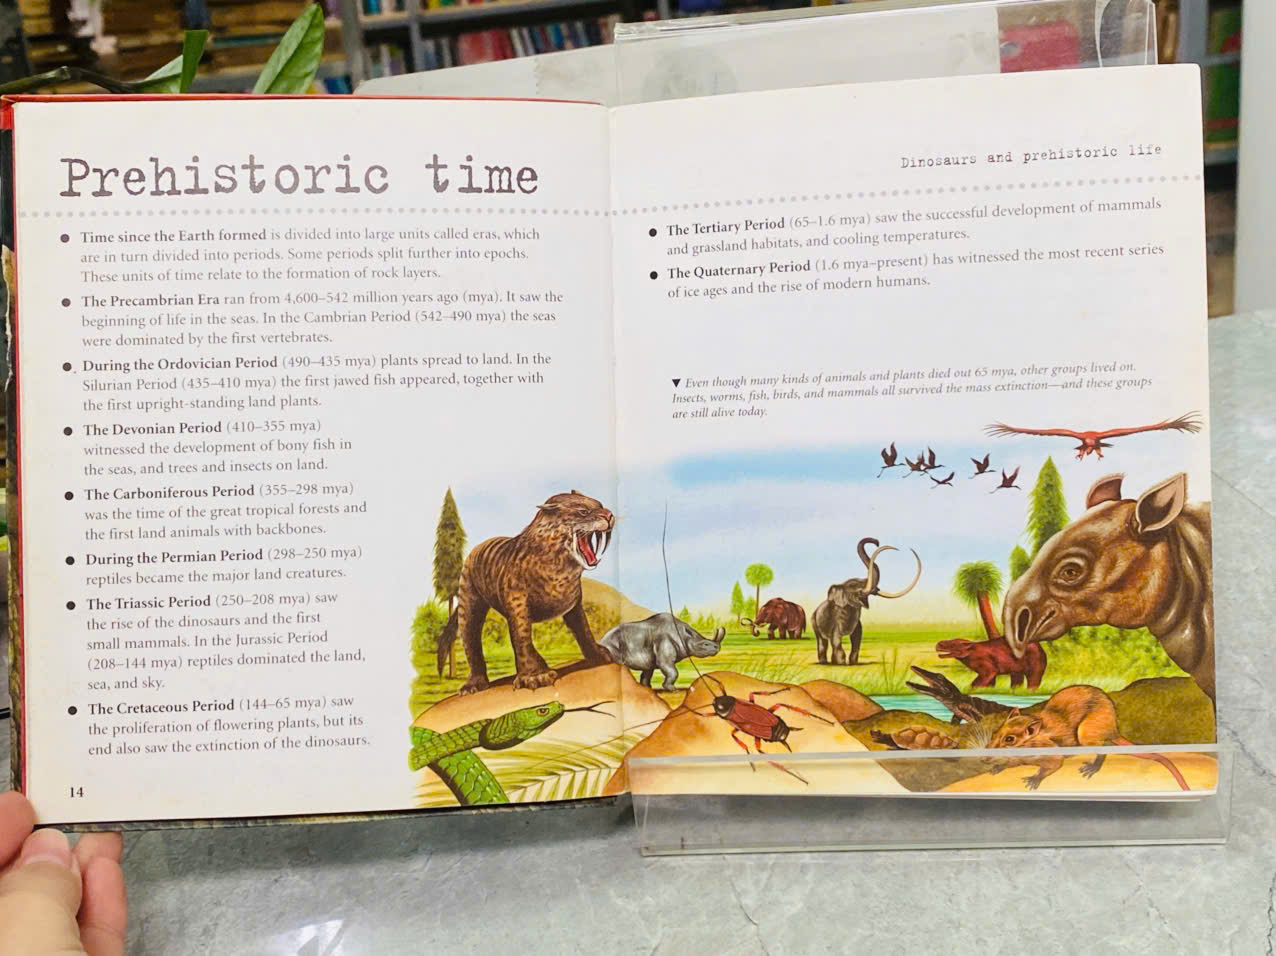 Prehistoric time
● Time since the Earth formed is divided into large units called eras, which
are in turn divided into periods. Some periods split further into epochs.
These units of time relate to the formation of rock layers.
● The Precambrian Era ran from 4,600–542 million years ago (mya). It saw the
beginning of life in the seas. In the Cambrian Period (542–490 mya) the seas
were dominated by the first vertebrates.
● During the Ordovician Period (490–435 mya) plants spread to land. In the
Silurian Period (435–410 mya) the first jawed fish appeared, together with
the first upright-standing land plants.
● The Devonian Period (410–355 mya)
witnessed the development of bony fish in
the seas, and trees and insects on land.
● The Carboniferous Period (355–298 mya)
was the time of the great tropical forests and
the first land animals with backbones.
● During the Permian Period (298–250 mya)
reptiles became the major land creatures.
● The Triassic Period (250–208 mya) saw
the rise of the dinosaurs and the first
small mammals. In the Jurassic Period
(208–144 mya) reptiles dominated the land,
sea, and sky.
● The Cretaceous Period (144–65 mya) saw
the proliferation of flowering plants, but its
end also saw the extinction of the dinosaurs.
14
Dinosaurs and prehistoric life
● The Tertiary Period (65–1.6 mya) saw the successful development of mammals
and grassland habitats, and cooling temperatures.
● The Quaternary Period (1.6 mya–present) has witnessed the most recent series
of ice ages and the rise of modern humans.
▼ Even though many kinds of animals and plants died out 65 mya, other groups lived on.
Insects, worms, fish, birds, and mammals all survived the mass extinction—and these groups
are still alive today.